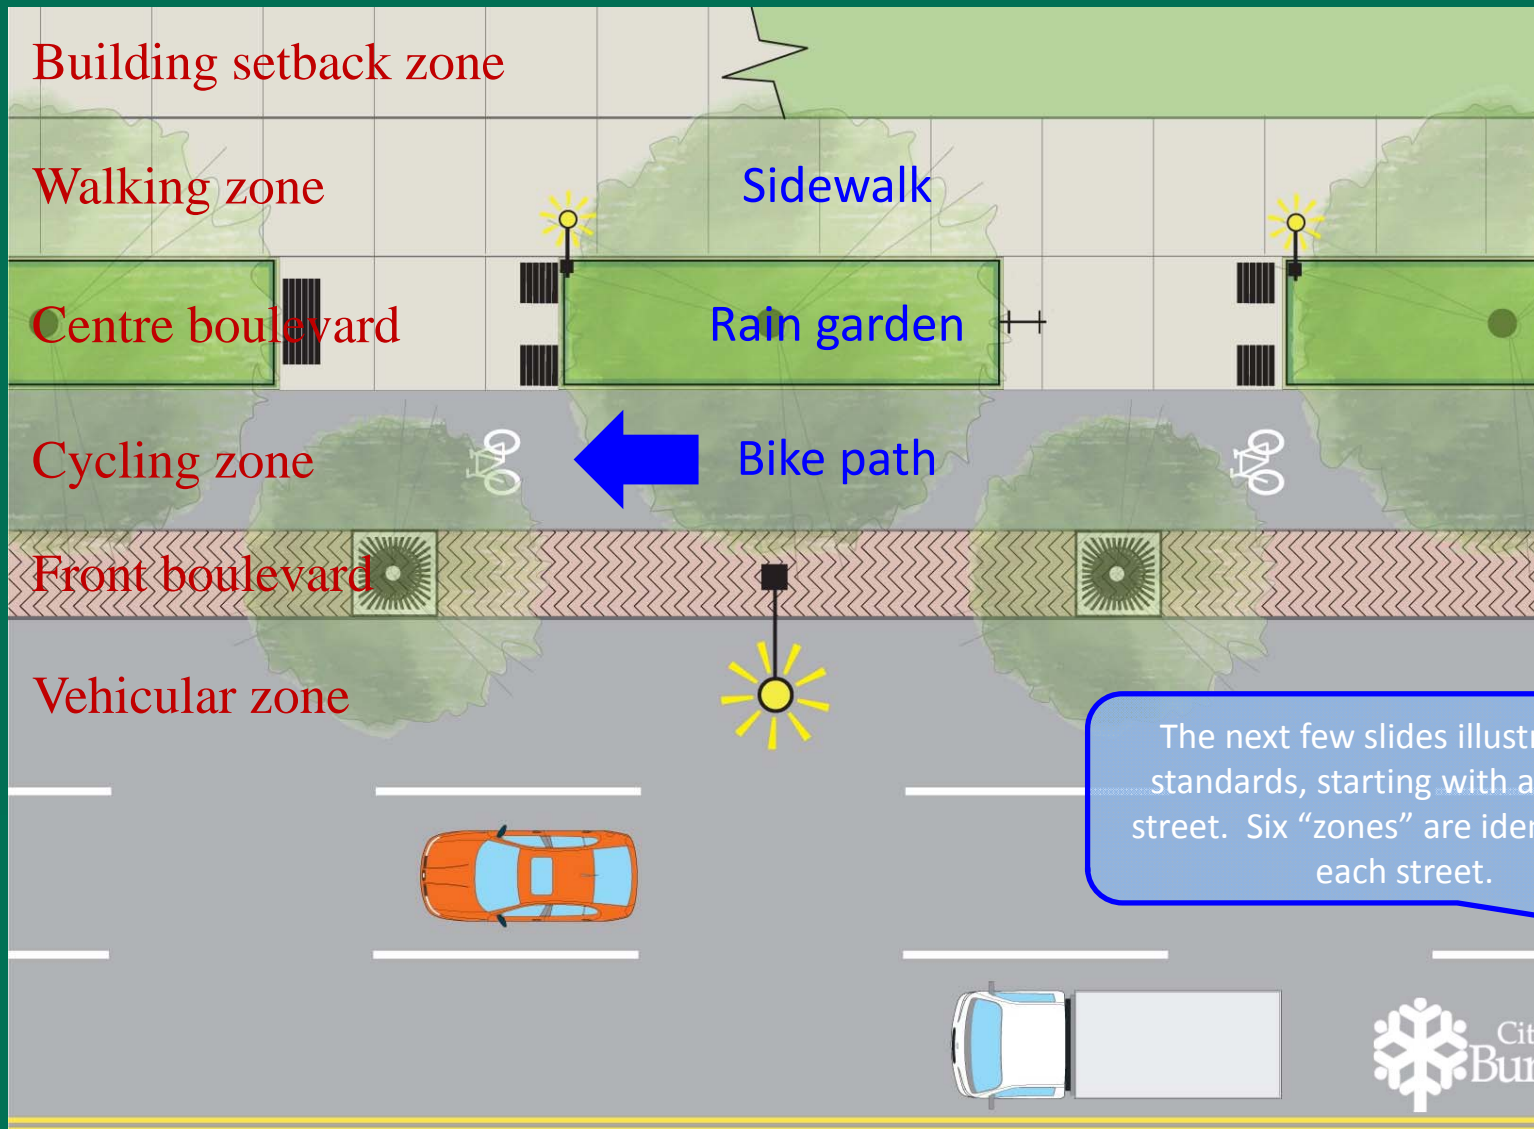 Building setback zone
Walking zone
Sidewalk
Centre boulevard
Rain garden
Cycling zone
Bike path
Front boulevard
Vehicular zone
The next few slides illustr
standards, starting with a
street.  Six “zones” are iden
each street.
Cit
Bur